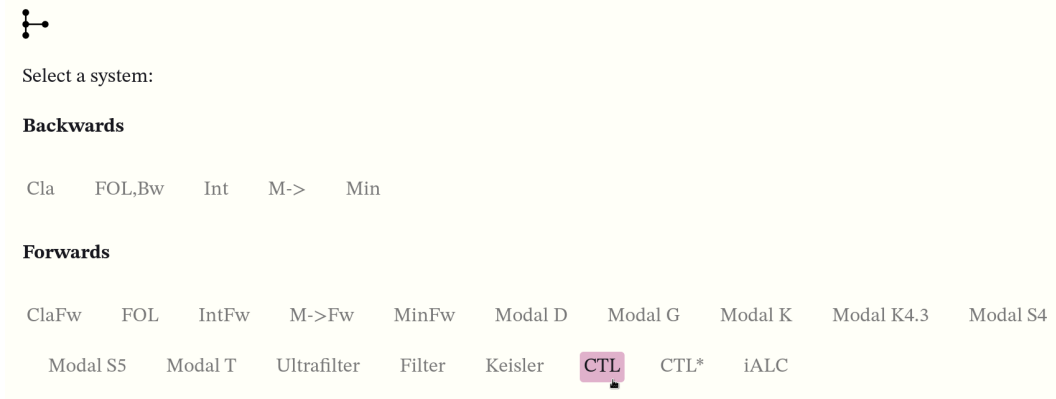 Select a system:
Backwards
Cla FOL,Bw Int M-> Min
Forwards
ClaFw FOL IntFw M->Fw MinFw Modal D Modal G Modal K Modal K4.3 Modal S4
Modal S5 Modal T Ultrafilter Filter Keisler CTL CTL* iALC